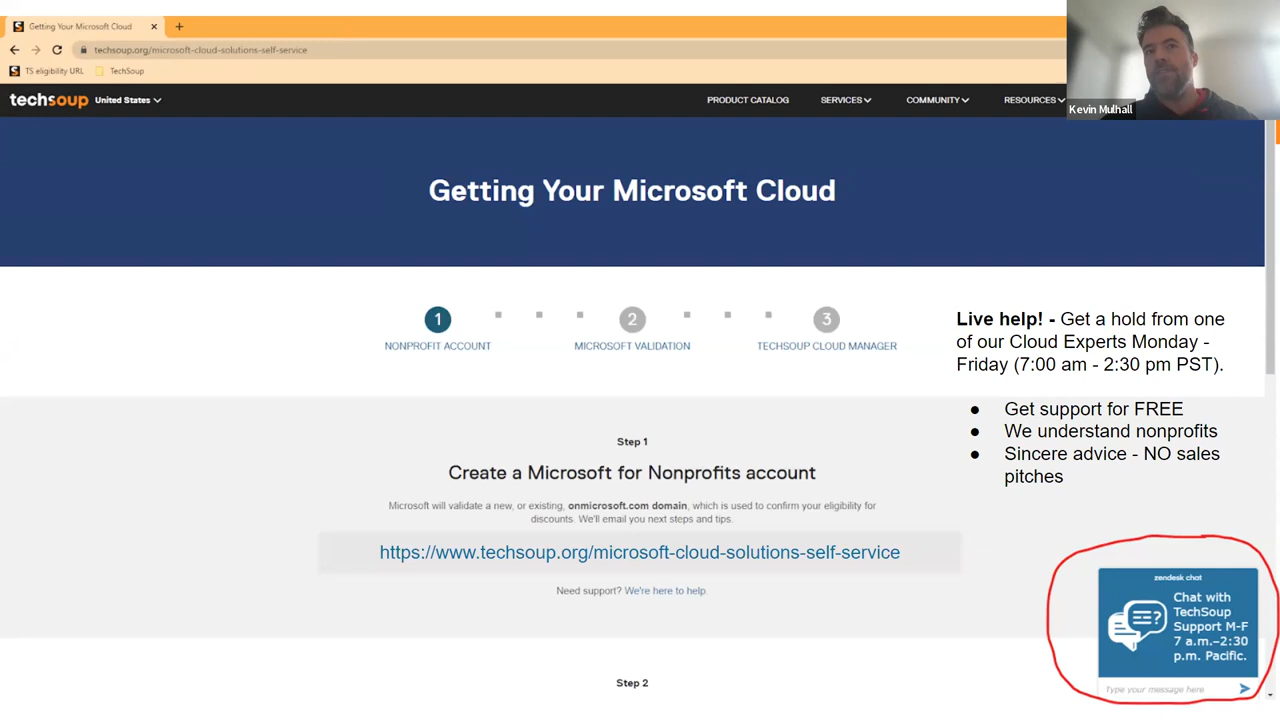 Getting Your Microsoft Cloud
techsoup.org/microsoft-cloud-solutions-self-service
TS eligibility URL
TechSoup
techsoup United States
PRODUCT CATALOG
SERVICES
COMMUNITY
RESOURCES
Kevin Mulhall
Getting Your Microsoft Cloud
1
2
3
NONPROFIT ACCOUNT
MICROSOFT VALIDATION
TECHSOUP CLOUD MANAGER
Live help! - Get a hold from one
of our Cloud Experts Monday -
Friday (7:00 am - 2:30 pm PST).
● Get support for FREE
● We understand nonprofits
● Sincere advice - NO sales
pitches
Step 1
Create a Microsoft for Nonprofits account
Microsoft will validate a new, or existing, onmicrosoft.com domain, which is used to confirm your eligibility for
discounts. We'll email you next steps and tips.
https://www.techsoup.org/microsoft-cloud-solutions-self-service
Need support? We're here to help
zendesk chat
Chat with
TechSoup
Support M-F
7 a.m.–2:30
p.m. Pacific.
Type your message here
Step 2